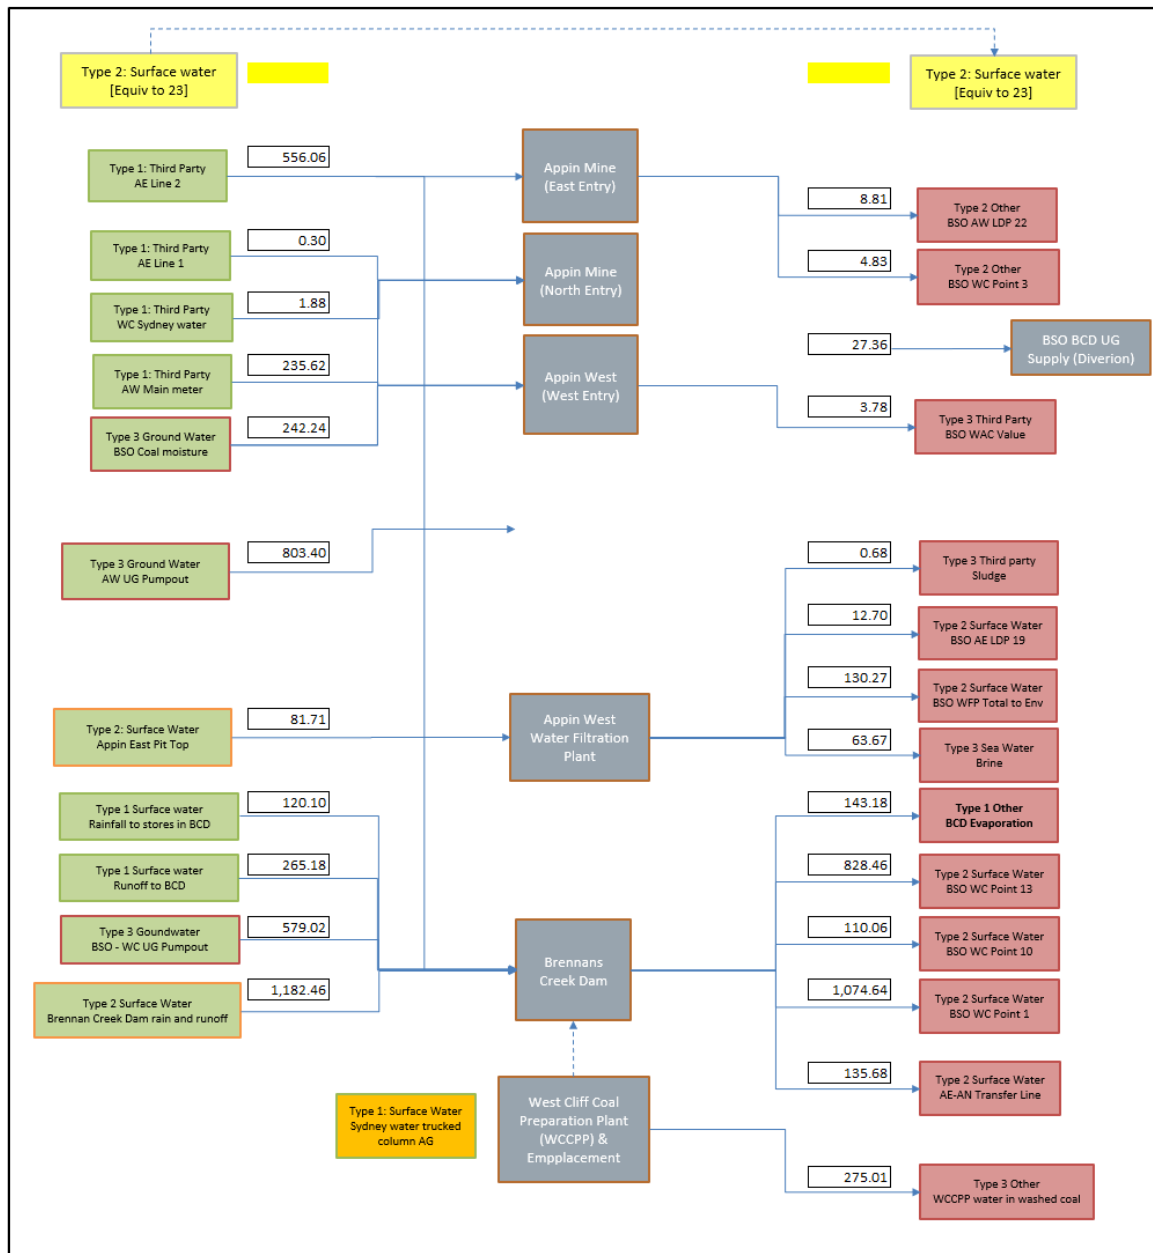 Type 2: Surface water
[Equiv to 23]
Type 2: Surface water
[Equiv to 23]
556.06
Type 1: Third Party
AE Line 2
Appin Mine
(East Entry)
8.81
Type 2 Other
BSO AW LDP 22
0.30
Type 1: Third Party
AE Line 1
Appin Mine
(North Entry)
4.83
Type 2 Other
BSO WC Point 3
1.88
Type 1: Third Party
WC Sydney water
27.36
BSO BCD UG
Supply (Diverion)
235.62
Type 1: Third Party
AW Main meter
Appin West
(West Entry)
3.78
Type 3 Third Party
BSO WAC Value
242.24
Type 3 Ground Water
BSO Coal moisture
803.40
Type 3 Ground Water
AW UG Pumpout
0.68
Type 3 Third party
Sludge
12.70
Type 2 Surface Water
BSO AE LDP 19
81.71
Type 2: Surface Water
Appin East Pit Top
Appin West
Water Filtration
Plant
130.27
Type 2 Surface Water
BSO WFP Total to Env
63.67
Type 3 Sea Water
Brine
120.10
Type 1 Surface water
Rainfall to stores in BCD
143.18
Type 1 Other
BCD Evaporation
265.18
Type 1 Surface water
Runoff to BCD
828.46
Type 2 Surface Water
BSO WC Point 13
579.02
Type 3 Goundwater
BSO - WC UG Pumpout
Brennans
Creek Dam
110.06
Type 2 Surface Water
BSO WC Point 10
1,182.46
Type 2 Surface Water
Brennan Creek Dam rain and runoff
1,074.64
Type 2 Surface Water
BSO WC Point 1
135.68
Type 2 Surface Water
AE-AN Transfer Line
Type 1: Surface Water
Sydney water trucked
column AG
West Cliff Coal
Preparation Plant
(WCCPP) &
Empplacement
275.01
Type 3 Other
WCCPP water in washed coal